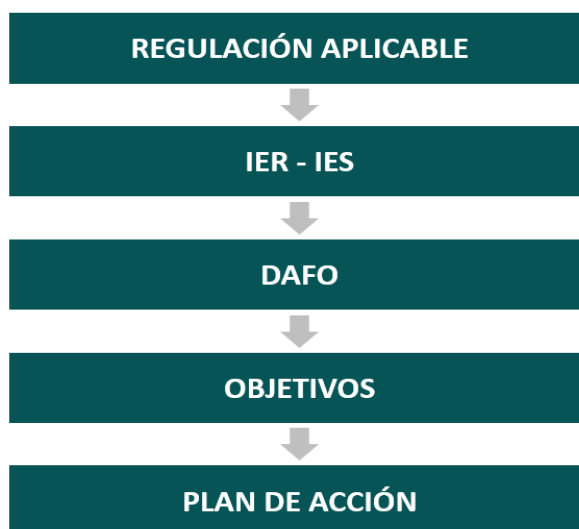 REGULACIÓN APLICABLE
IER - IES
DAFO
OBJETIVOS
PLAN DE ACCIÓN